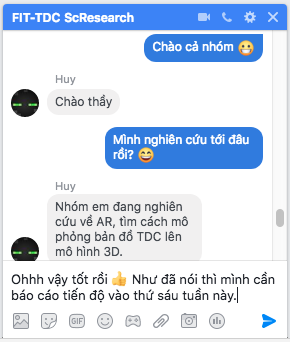 FIT-TDC ScResearch
Chào cả nhóm 😀
Huy
Chào thầy
Mình nghiên cứu tới đâu
rồi? 😄
Huy
Nhóm em đang nghiên
cứu về AR, tìm cách mô
phỏng bản đồ TDC lên
mô hình 3D.
Ohhh vậy tốt rồi 👍 Như đã nói thì mình cần
báo cáo tiến độ vào thứ sáu tuần này.
GIF